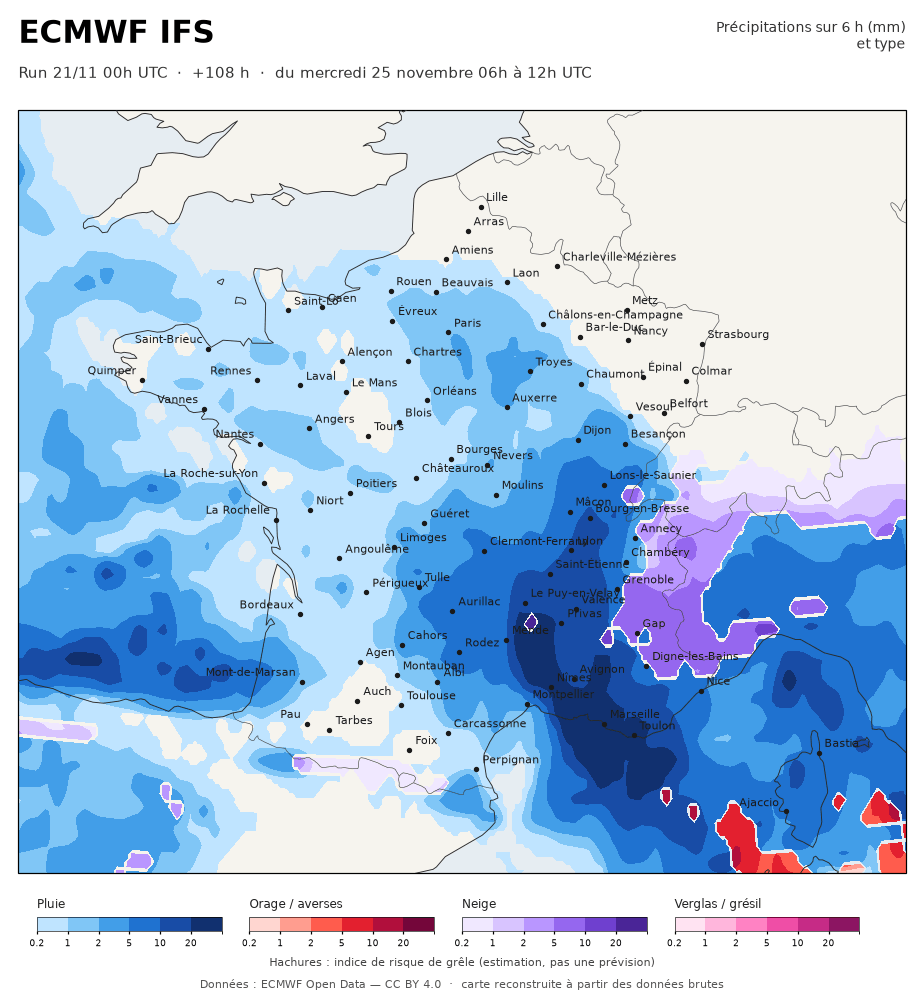 ECMWF IFS
Précipitations sur 6 h (mm)
et type
Run 21/11 00h UTC · +108 h · du mercredi 25 novembre 06h à 12h UTC
Lille
Arras
Amiens
Charleville-Mézières
Laon
Rouen
Beauvais
Saint-Lô
Caen
Metz
Évreux
Châlons-en-Champagne
Paris
Bar-le-Duc
Nancy
Strasbourg
Saint-Brieuc
Alençon
Chartres
Troyes
Quimper
Rennes
Laval
Chaumont
Épinal
Colmar
Le Mans
Orléans
Vannes
Auxerre
Blois
Vesoul
Belfort
Angers
Tours
Nantes
Dijon
Besançon
Bourges
Nevers
La Roche-sur-Yon
Châteauroux
Lons-le-Saunier
Poitiers
Moulins
Niort
Mâcon
La Rochelle
Guéret
Bourg-en-Bresse
Annecy
Limoges
Clermont-Ferrand
Lyon
Angoulême
Chambéry
Saint-Étienne
Périgueux
Tulle
Grenoble
Le Puy-en-Velay
Valence
Bordeaux
Aurillac
Privas
Gap
Cahors
Rodez
Mende
Agen
Digne-les-Bains
Mont-de-Marsan
Montauban
Albi
Avignon
Nîmes
Auch
Toulouse
Montpellier
Nice
Pau
Tarbes
Carcassonne
Marseille
Toulon
Foix
Bastia
Perpignan
Ajaccio
Pluie
Orage / averses
Neige
Verglas / grésil
0.2 1 2 5 10 20
0.2 1 2 5 10 20
0.2 1 2 5 10 20
0.2 1 2 5 10 20
Hachures : indice de risque de grêle (estimation, pas une prévision)
Données : ECMWF Open Data — CC BY 4.0 · carte reconstruite à partir des données brutes